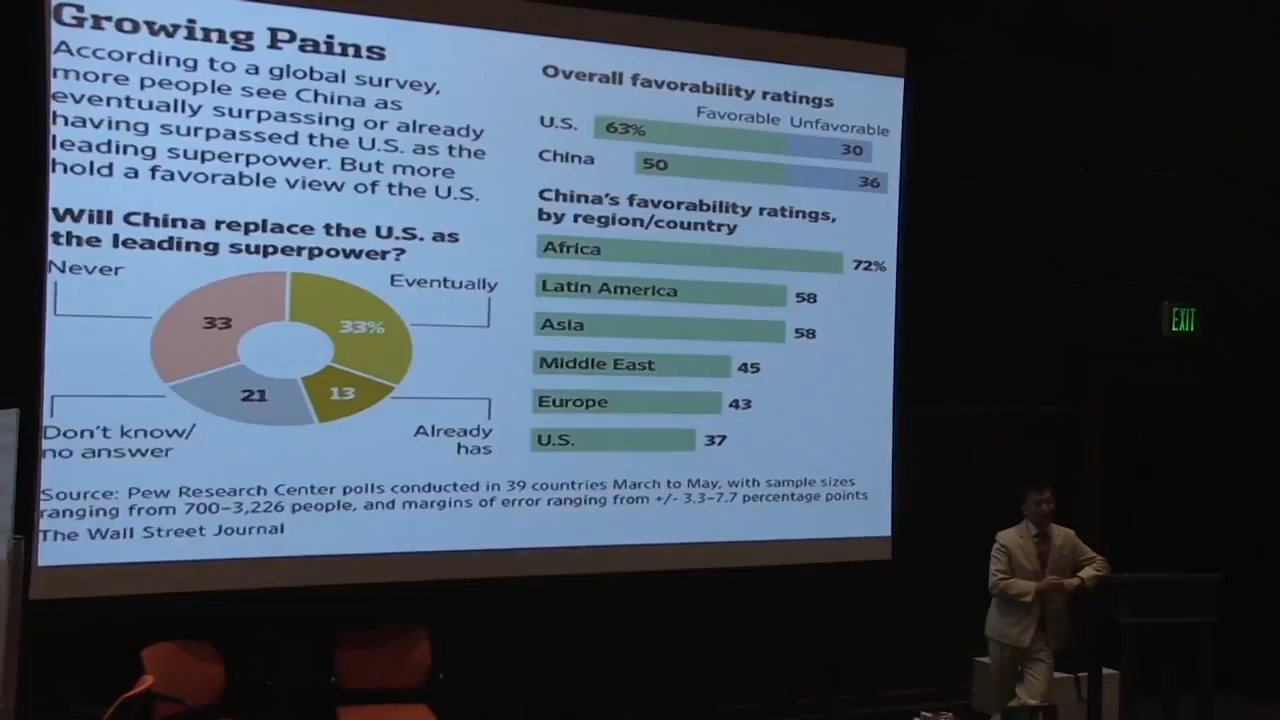 Growing Pains
According to a global survey,
more people see China as
eventually surpassing or already
having surpassed the U.S. as the
leading superpower. But more
hold a favorable view of the U.S.
Will China replace the U.S. as
the leading superpower?
Never
Eventually
33
33%
21
13
Don't know/
no answer
Already
has
Overall favorability ratings
Favorable Unfavorable
U.S. 63% 30
China 50 36
China's favorability ratings,
by region/country
Africa 72%
Latin America 58
Asia 58
Middle East 45
Europe 43
U.S. 37
Source: Pew Research Center polls conducted in 39 countries March to May, with sample sizes
ranging from 700–3,226 people, and margins of error ranging from +/- 3.3–7.7 percentage points
The Wall Street Journal
EXIT